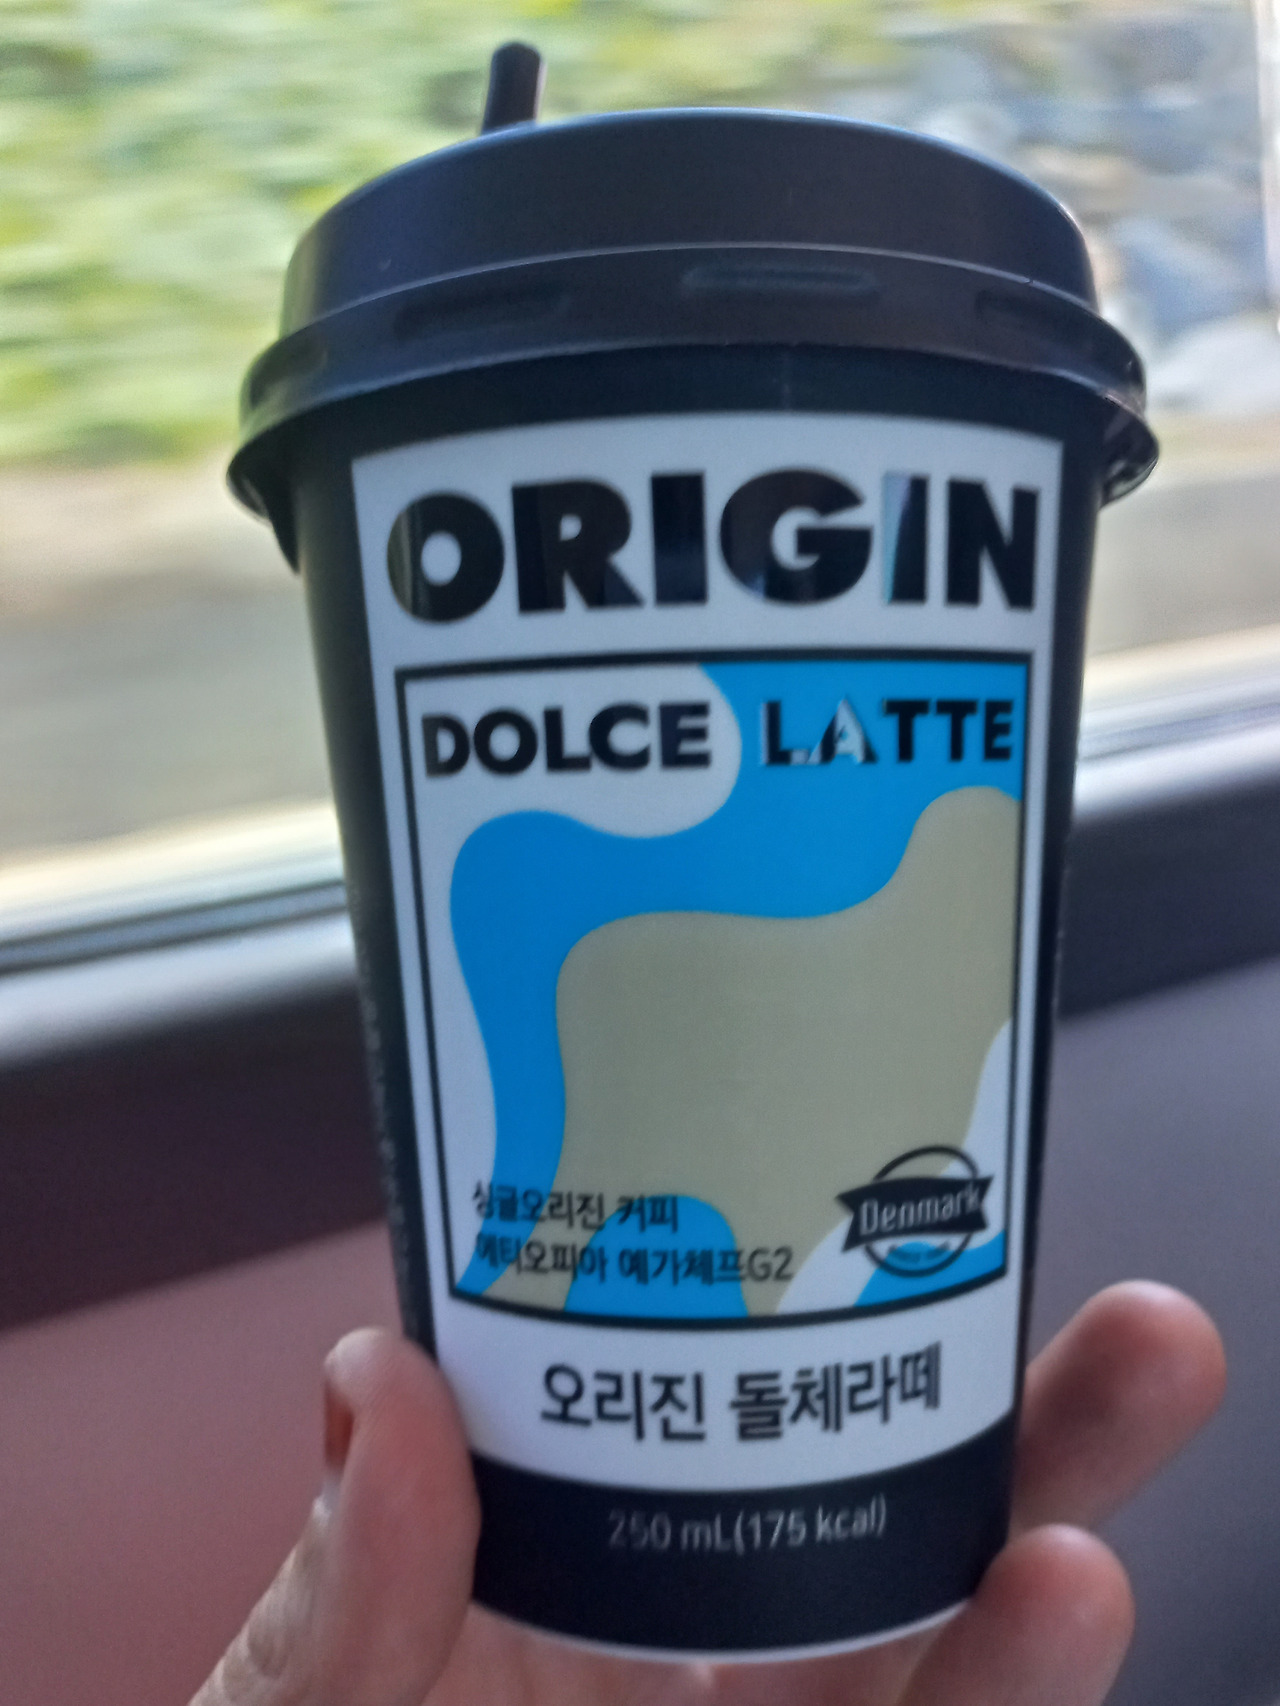 ORIGIN
DOLCE LATTE
싱글오리진 커피
에티오피아 예가체프G2
Denmark
오리진 돌체라떼
250 mL(175 kcal)